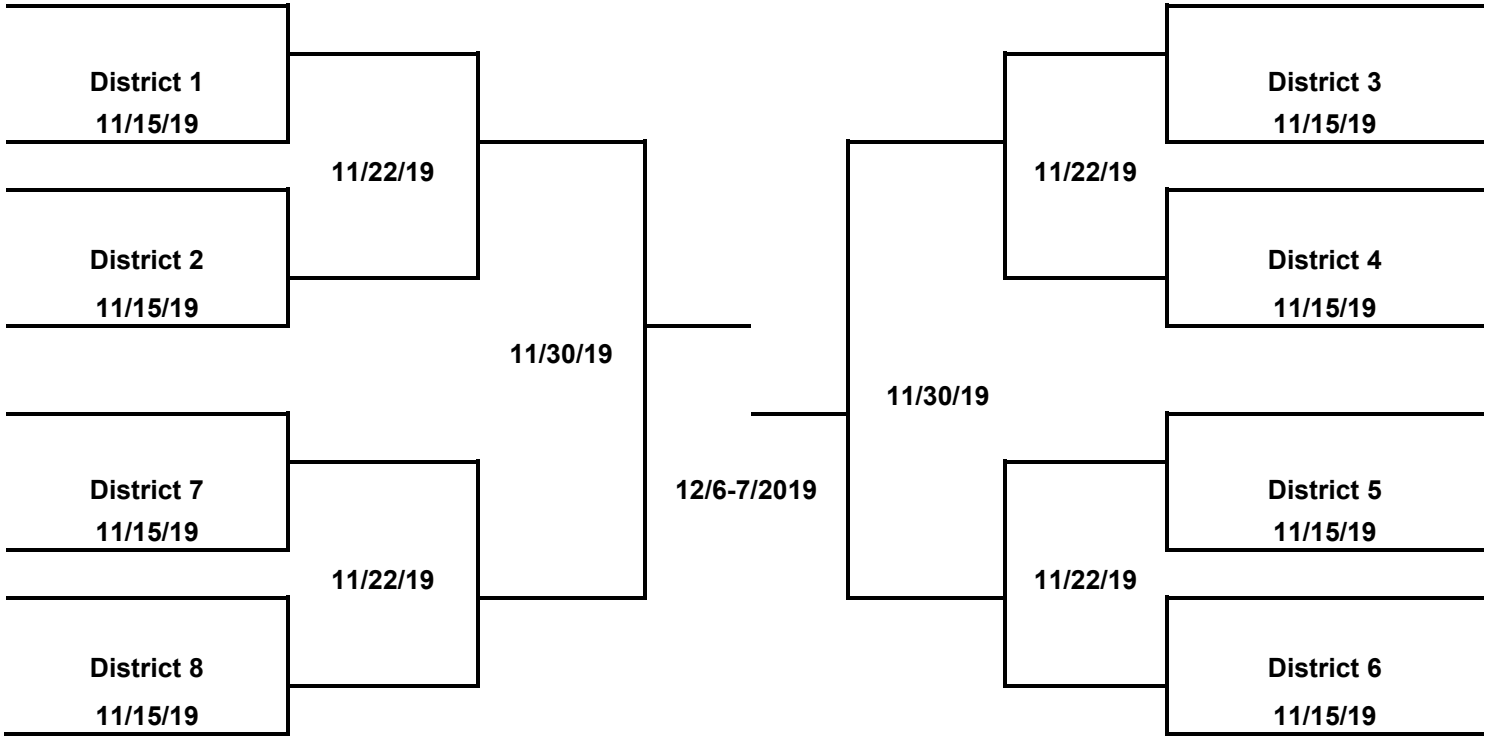 District 1
11/15/19
11/22/19
District 2
11/15/19
11/30/19
District 7
11/15/19
11/22/19
District 8
11/15/19
12/6-7/2019
District 3
11/15/19
11/22/19
District 4
11/15/19
11/30/19
District 5
11/15/19
11/22/19
District 6
11/15/19